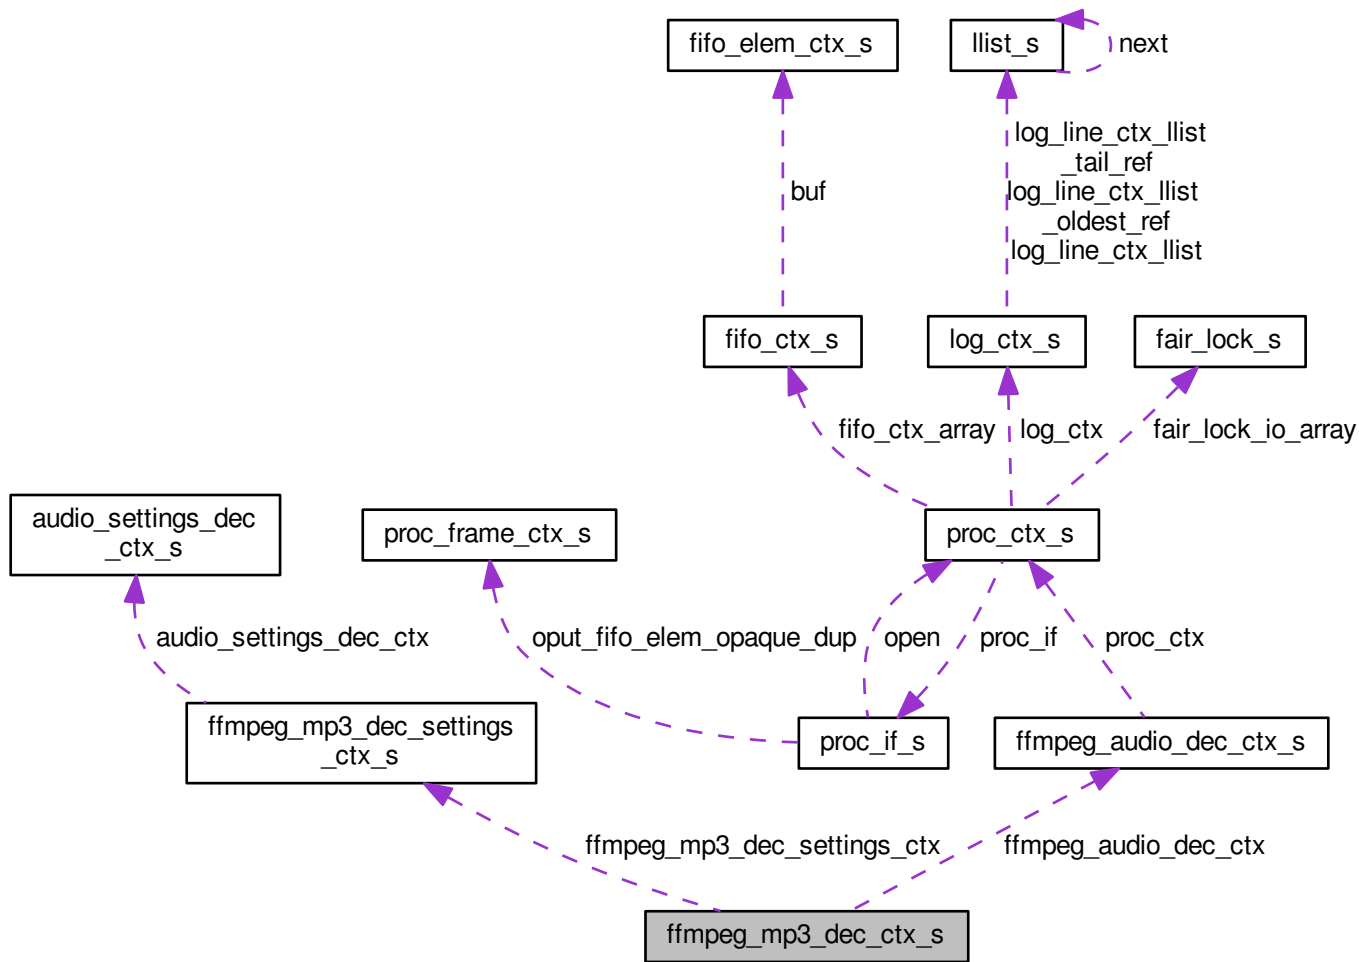 fifo_elem_ctx_s
llist_s
next
log_line_ctx_llist
_tail_ref
log_line_ctx_llist
_oldest_ref
log_line_ctx_llist
buf
fifo_ctx_s
log_ctx_s
fair_lock_s
fifo_ctx_array
log_ctx
fair_lock_io_array
audio_settings_dec
_ctx_s
proc_frame_ctx_s
proc_ctx_s
audio_settings_dec_ctx
oput_fifo_elem_opaque_dup
open
proc_if
proc_ctx
ffmpeg_mp3_dec_settings
_ctx_s
proc_if_s
ffmpeg_audio_dec_ctx_s
ffmpeg_mp3_dec_settings_ctx
ffmpeg_audio_dec_ctx
ffmpeg_mp3_dec_ctx_s